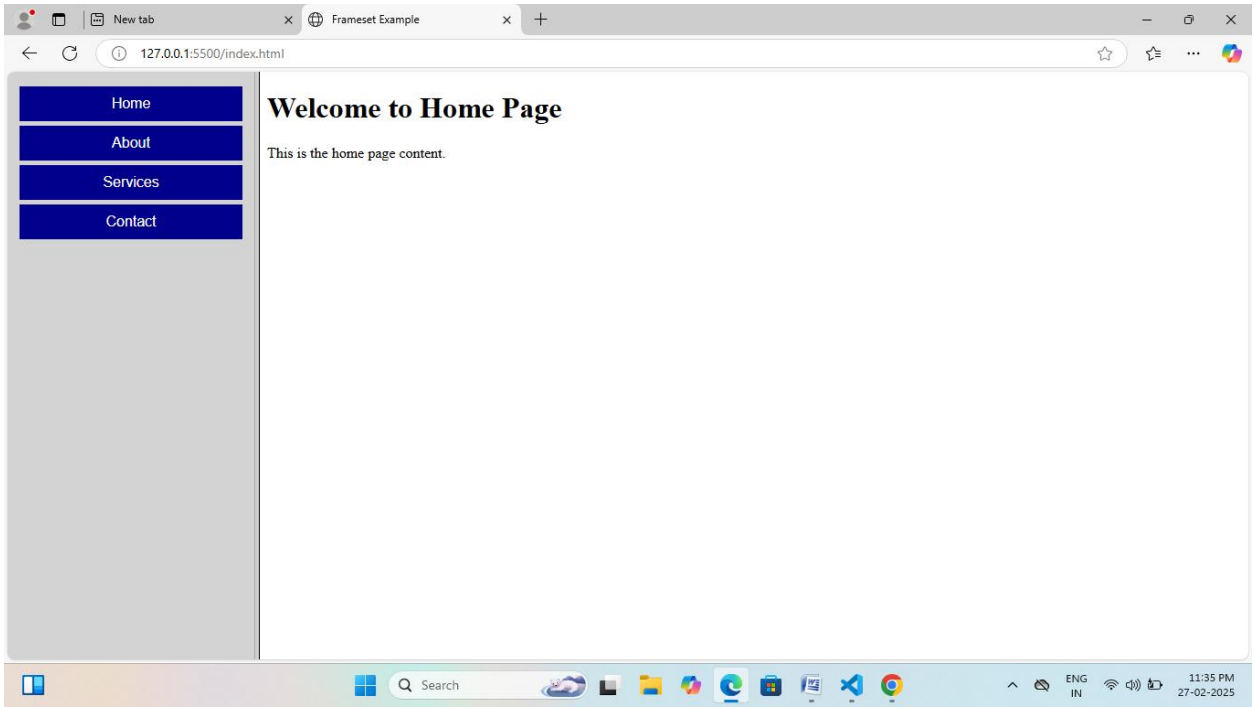 New tab
Frameset Example
127.0.0.1:5500/index.html
Home
About
Services
Contact
Welcome to Home Page
This is the home page content.
Search
ENG
IN
11:35 PM
27-02-2025